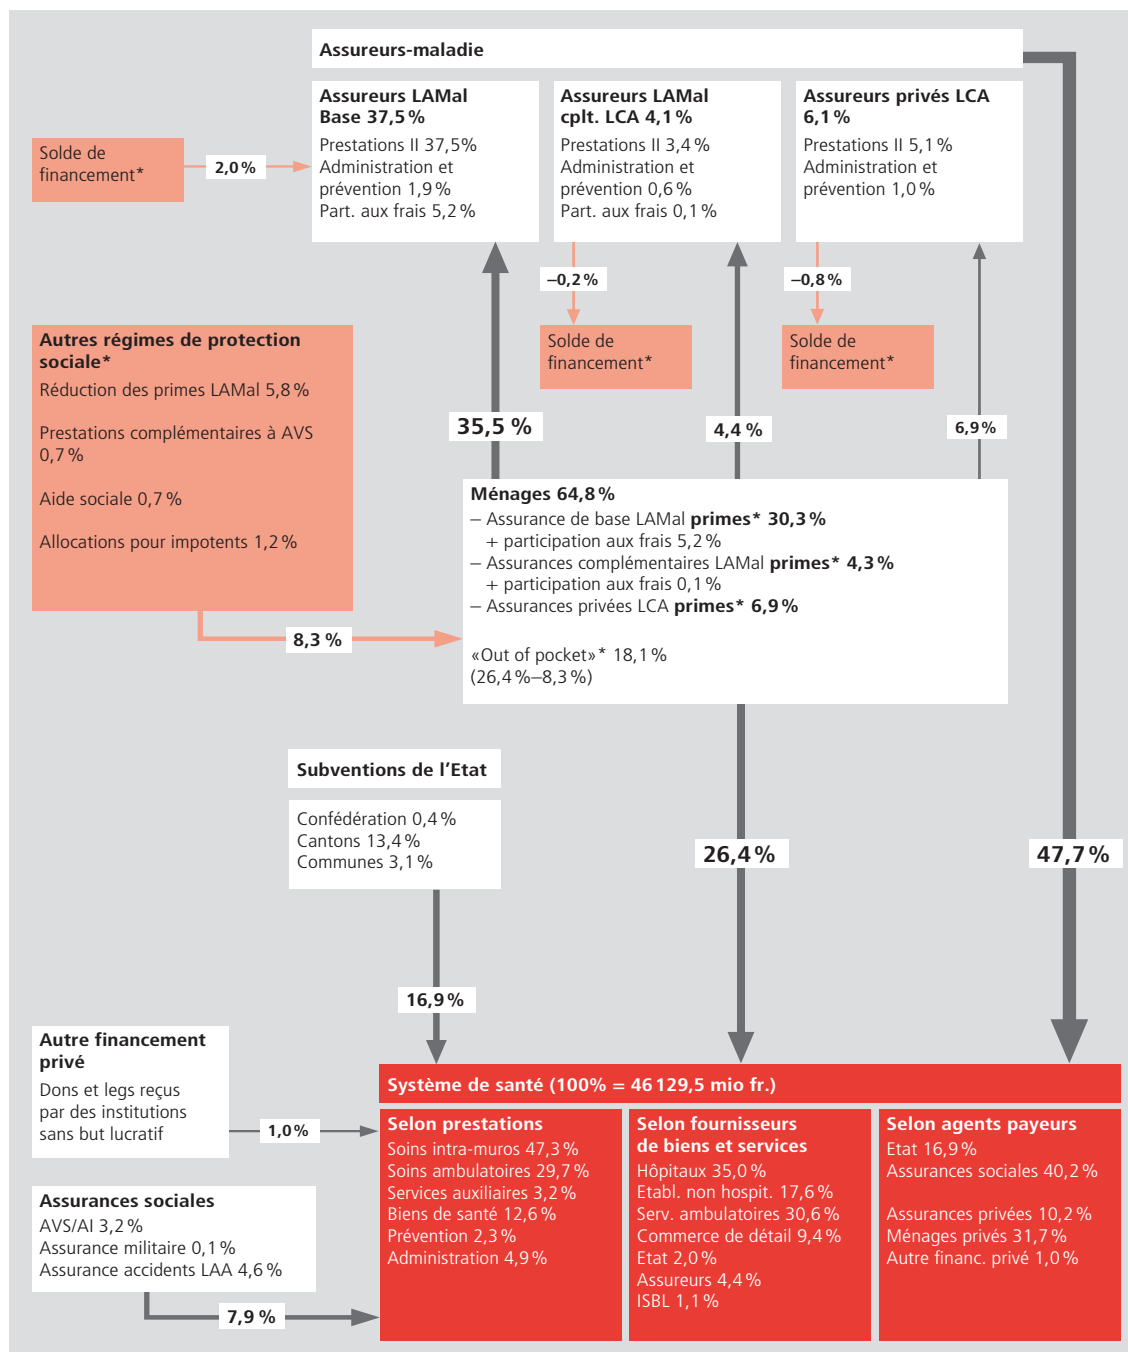 Assureurs-maladie
Assureurs LAMal
Base 37,5 %
Prestations II 37,5%
Administration et
prévention 1,9 %
Part. aux frais 5,2 %
Assureurs LAMal
cplt. LCA 4,1 %
Prestations II 3,4 %
Administration et
prévention 0,6 %
Part. aux frais 0,1 %
Assureurs privés LCA
6,1 %
Prestations II 5,1 %
Administration et
prévention 1,0 %
Solde de
financement*
2,0 %
–0,2 %
–0,8 %
Solde de
financement*
Solde de
financement*
Autres régimes de protection
sociale*
Réduction des primes LAMal 5,8 %
Prestations complémentaires à AVS
0,7 %
Aide sociale 0,7 %
Allocations pour impotents 1,2 %
35,5 %
4,4 %
6,9 %
Ménages 64,8 %
– Assurance de base LAMal primes* 30,3 %
+ participation aux frais 5,2 %
– Assurances complémentaires LAMal primes* 4,3 %
+ participation aux frais 0,1 %
– Assurances privées LCA primes* 6,9 %
«Out of pocket»* 18,1 %
(26,4 %–8,3 %)
8,3 %
Subventions de l’Etat
Confédération 0,4 %
Cantons 13,4 %
Communes 3,1 %
26,4 %
47,7 %
16,9 %
Autre financement
privé
Dons et legs reçus
par des institutions
sans but lucratif
1,0 %
Assurances sociales
AVS/AI 3,2 %
Assurance militaire 0,1 %
Assurance accidents LAA 4,6 %
7,9 %
Système de santé (100% = 46 129,5 mio fr.)
Selon prestations
Soins intra-muros 47,3 %
Soins ambulatoires 29,7 %
Services auxiliaires 3,2 %
Biens de santé 12,6 %
Prévention 2,3 %
Administration 4,9 %
Selon fournisseurs
de biens et services
Hôpitaux 35,0 %
Etabl. non hospit. 17,6 %
Serv. ambulatoires 30,6 %
Commerce de détail 9,4 %
Etat 2,0 %
Assureurs 4,4 %
ISBL 1,1 %
Selon agents payeurs
Etat 16,9 %
Assurances sociales 40,2 %
Assurances privées 10,2 %
Ménages privés 31,7 %
Autre financ. privé 1,0 %